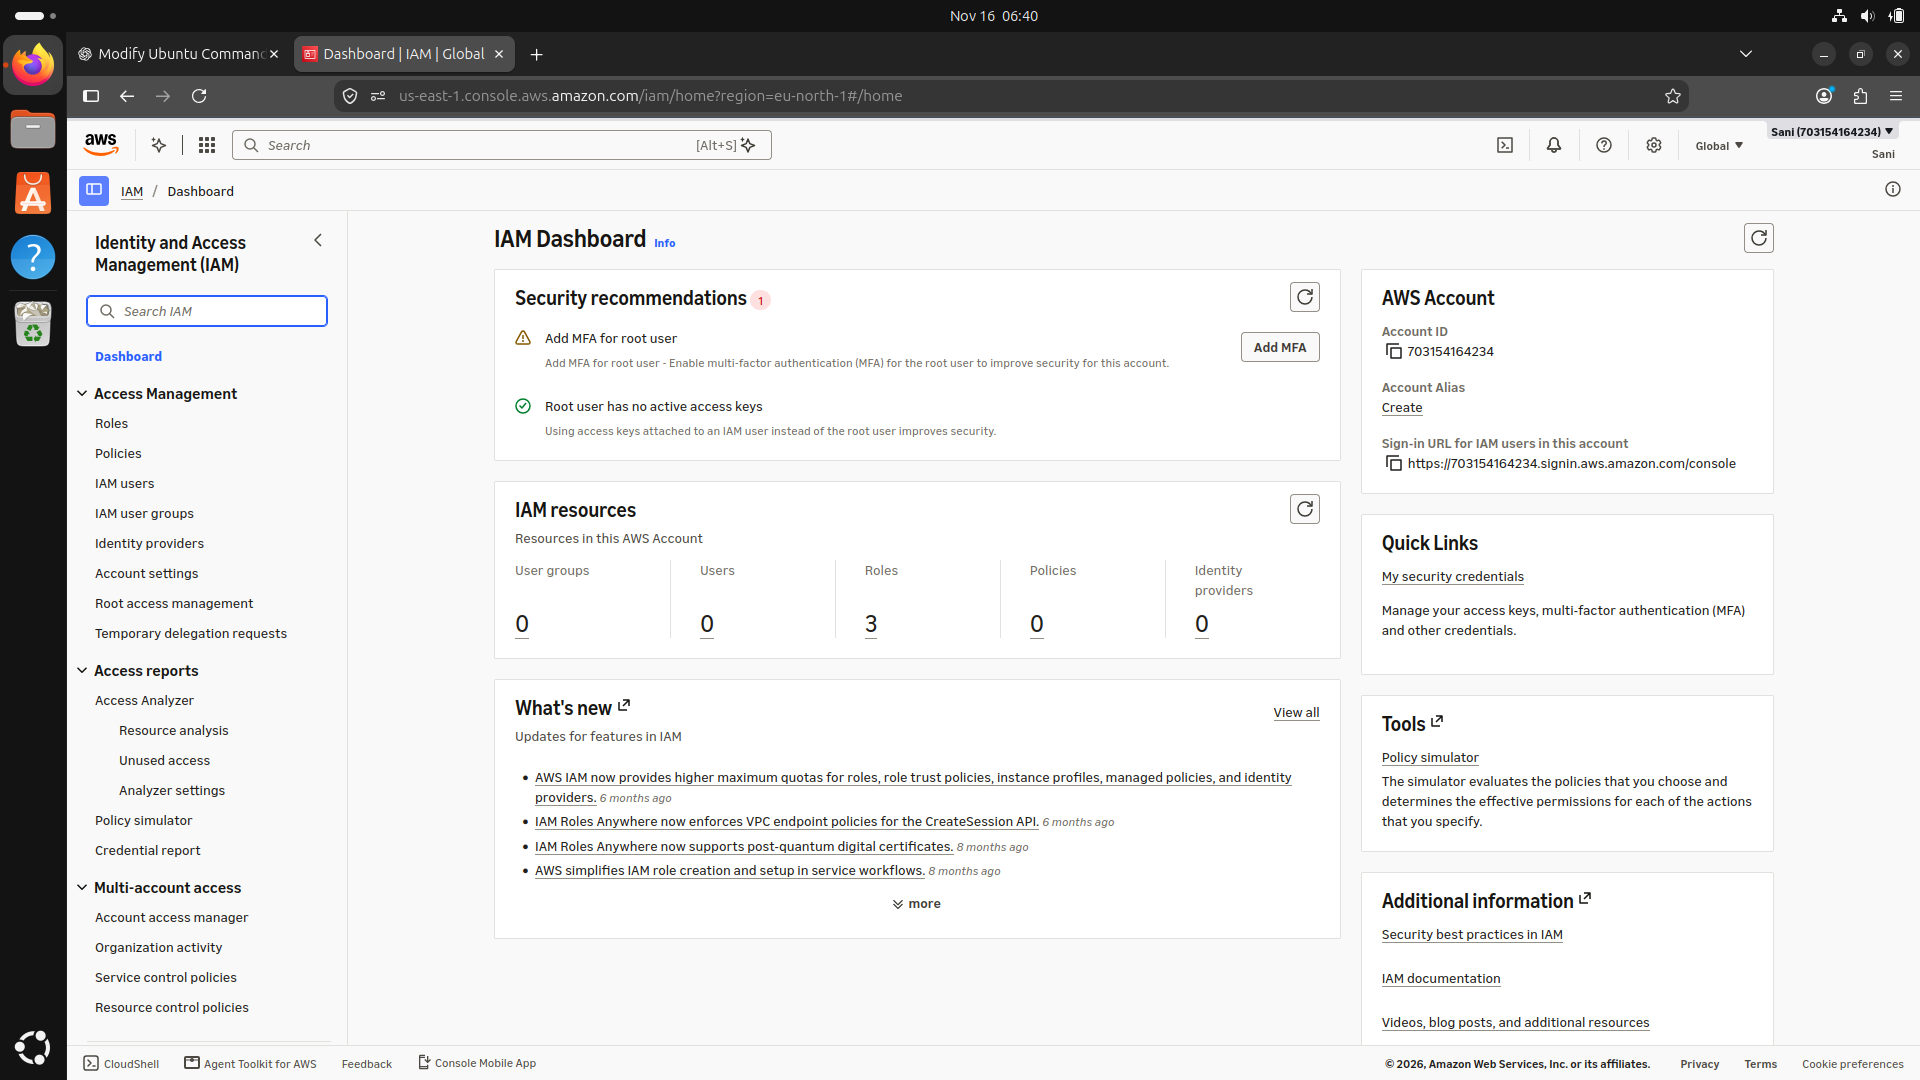 Nov 16 06:40
Modify Ubuntu Comman
Dashboard | IAM | Global
us-east-1.console.aws.amazon.com/iam/home?region=eu-north-1#/home
aws
Search
[Alt+S]
Global
Sani (703154164234)
Sani
IAM / Dashboard
Identity and Access
Management (IAM)
Search IAM
Dashboard
Access Management
Roles
Policies
IAM users
IAM user groups
Identity providers
Account settings
Root access management
Temporary delegation requests
Access reports
Access Analyzer
Resource analysis
Unused access
Analyzer settings
Policy simulator
Credential report
Multi-account access
Account access manager
Organization activity
Service control policies
Resource control policies
IAM Dashboard Info
Security recommendations 1
Add MFA for root user
Add MFA for root user - Enable multi-factor authentication (MFA) for the root user to improve security for this account.
Add MFA
Root user has no active access keys
Using access keys attached to an IAM user instead of the root user improves security.
IAM resources
Resources in this AWS Account
User groups
0
Users
0
Roles
3
Policies
0
Identity
providers
0
What's new
View all
Updates for features in IAM
AWS IAM now provides higher maximum quotas for roles, role trust policies, instance profiles, managed policies, and identity
providers. 6 months ago
IAM Roles Anywhere now enforces VPC endpoint policies for the CreateSession API. 6 months ago
IAM Roles Anywhere now supports post-quantum digital certificates. 8 months ago
AWS simplifies IAM role creation and setup in service workflows. 8 months ago
more
AWS Account
Account ID
703154164234
Account Alias
Create
Sign-in URL for IAM users in this account
https://703154164234.signin.aws.amazon.com/console
Quick Links
My security credentials
Manage your access keys, multi-factor authentication (MFA)
and other credentials.
Tools
Policy simulator
The simulator evaluates the policies that you choose and
determines the effective permissions for each of the actions
that you specify.
Additional information
Security best practices in IAM
IAM documentation
Videos, blog posts, and additional resources
CloudShell
Agent Toolkit for AWS
Feedback
Console Mobile App
© 2026, Amazon Web Services, Inc. or its affiliates.
Privacy
Terms
Cookie preferences